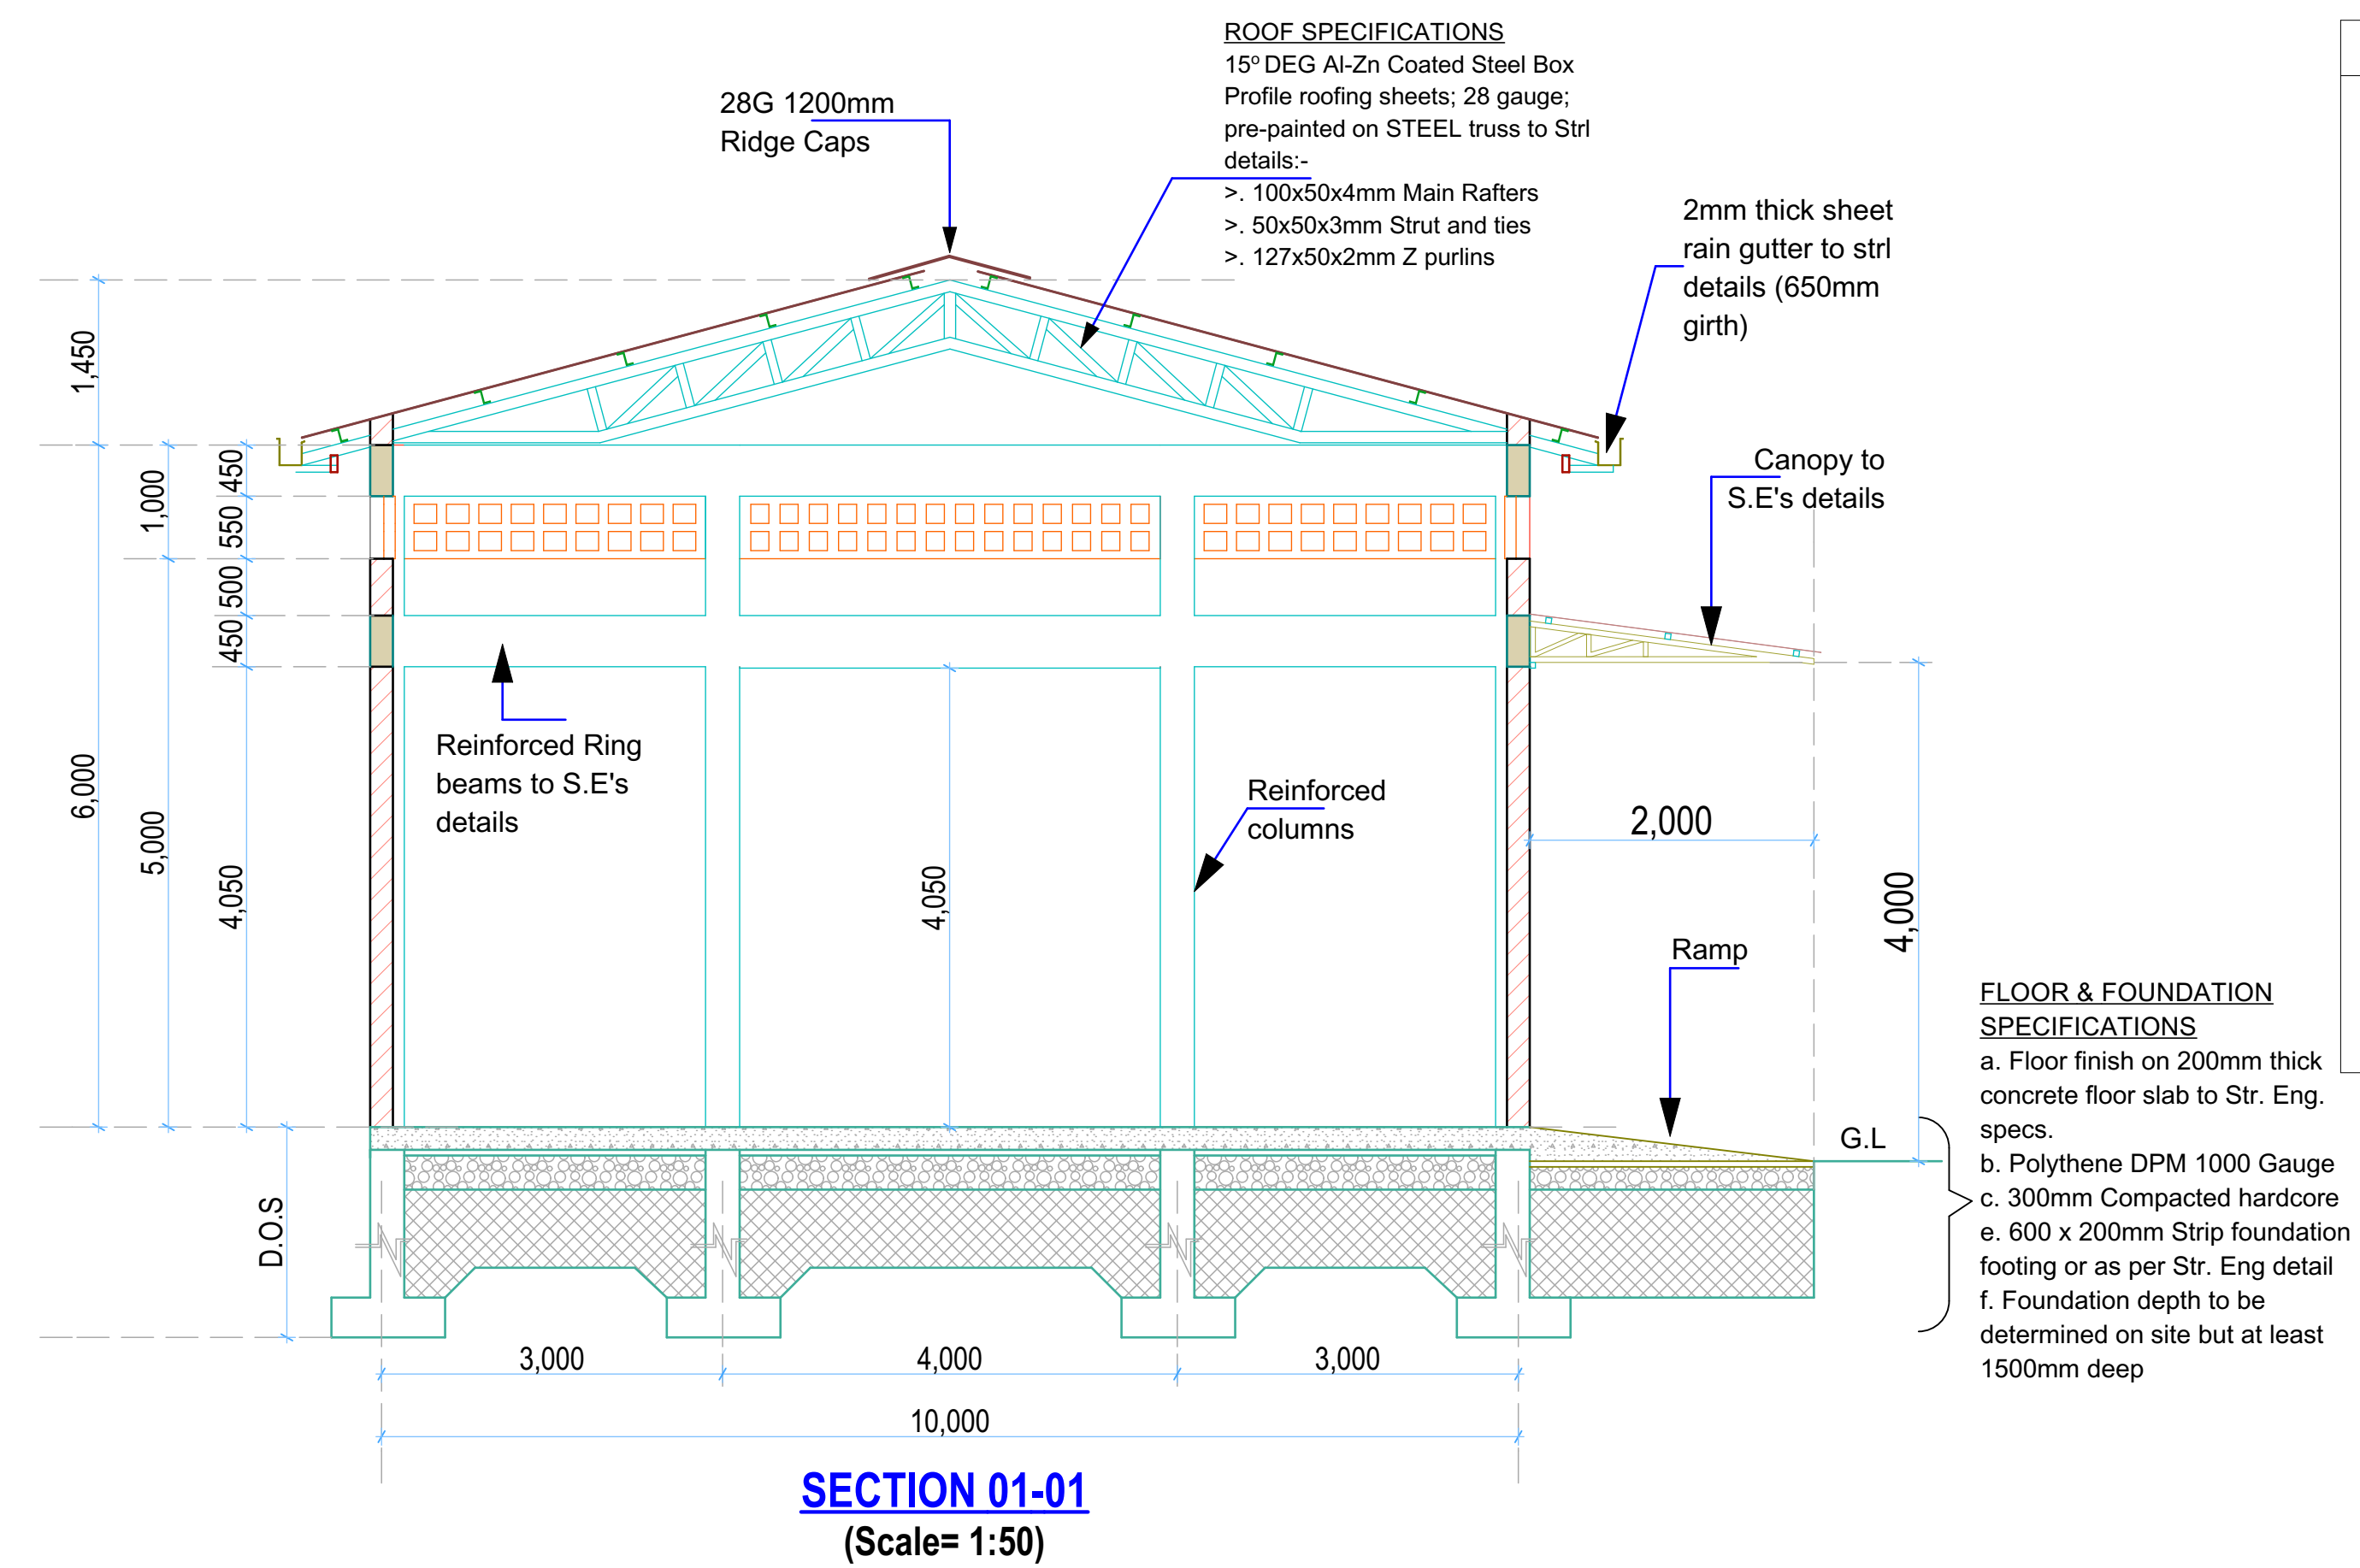 ROOF SPECIFICATIONS
15º DEG Al-Zn Coated Steel Box
Profile roofing sheets; 28 gauge;
pre-painted on STEEL truss to Strl
details:-
>. 100x50x4mm Main Rafters
>. 50x50x3mm Strut and ties
>. 127x50x2mm Z purlins
28G 1200mm
Ridge Caps
2mm thick sheet
rain gutter to strl
details (650mm
girth)
Canopy to
S.E's details
1,450
6,000
1,000
5,000
450
550
500
450
4,050
Reinforced Ring
beams to S.E's
details
4,050
Reinforced
columns
2,000
4,000
Ramp
G.L
D.O.S
FLOOR & FOUNDATION
SPECIFICATIONS
a. Floor finish on 200mm thick
concrete floor slab to Str. Eng.
specs.
b. Polythene DPM 1000 Gauge
c. 300mm Compacted hardcore
e. 600 x 200mm Strip foundation
footing or as per Str. Eng detail
f. Foundation depth to be
determined on site but at least
1500mm deep
3,000
4,000
3,000
10,000
SECTION 01-01
(Scale= 1:50)